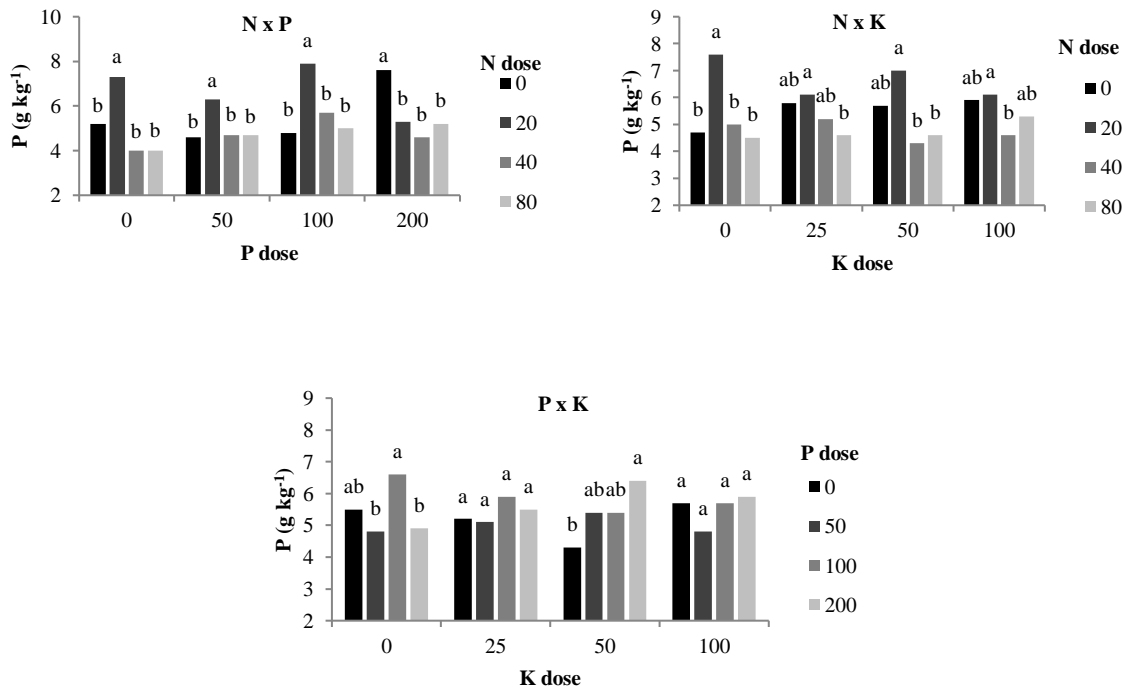 N x P
10
8
6
4
2
P (g kg-1)
b a b b
b a b b
b a b b
a b b b
0 50 100 200
P dose
N dose
0
20
40
80
N x K
9
8
7
6
5
4
3
2
P (g kg-1)
b a b b
ab a ab b
ab a b b
ab a b ab
0 25 50 100
K dose
N dose
0
20
40
80
P x K
9
8
7
6
5
4
3
2
P (g kg-1)
ab b a b
a a a a
b ab ab a
a a a a
0 25 50 100
K dose
P dose
0
50
100
200